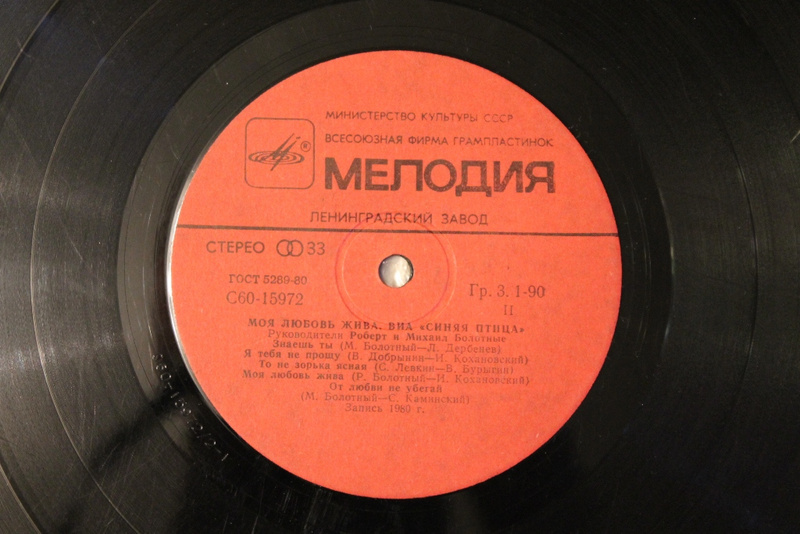 МИНИСТЕРСТВО КУЛЬТУРЫ СССР
ВСЕСОЮЗНАЯ ФИРМА ГРАМПЛАСТИНОК
®
МЕЛОДИЯ
ЛЕНИНГРАДСКИЙ ЗАВОД
СТЕРЕО 33
ГОСТ 5289-80
С60-15972
Гр. 3. 1-90
II
МОЯ ЛЮБОВЬ ЖИВА. ВИА «СИНЯЯ ПТИЦА»
Руководители Роберт и Михаил Болотные
Знаешь ты (М. Болотный—Л. Дербенев)
Я тебя не прошу (В. Добрынин—И. Кохановский)
То не зорька ясная (С. Левкин—В. Бурыгин)
Моя любовь жива (Р. Болотный—И. Кохановский)
От любви не убегай
(М. Болотный—С. Каминский)
Запись 1980 г.